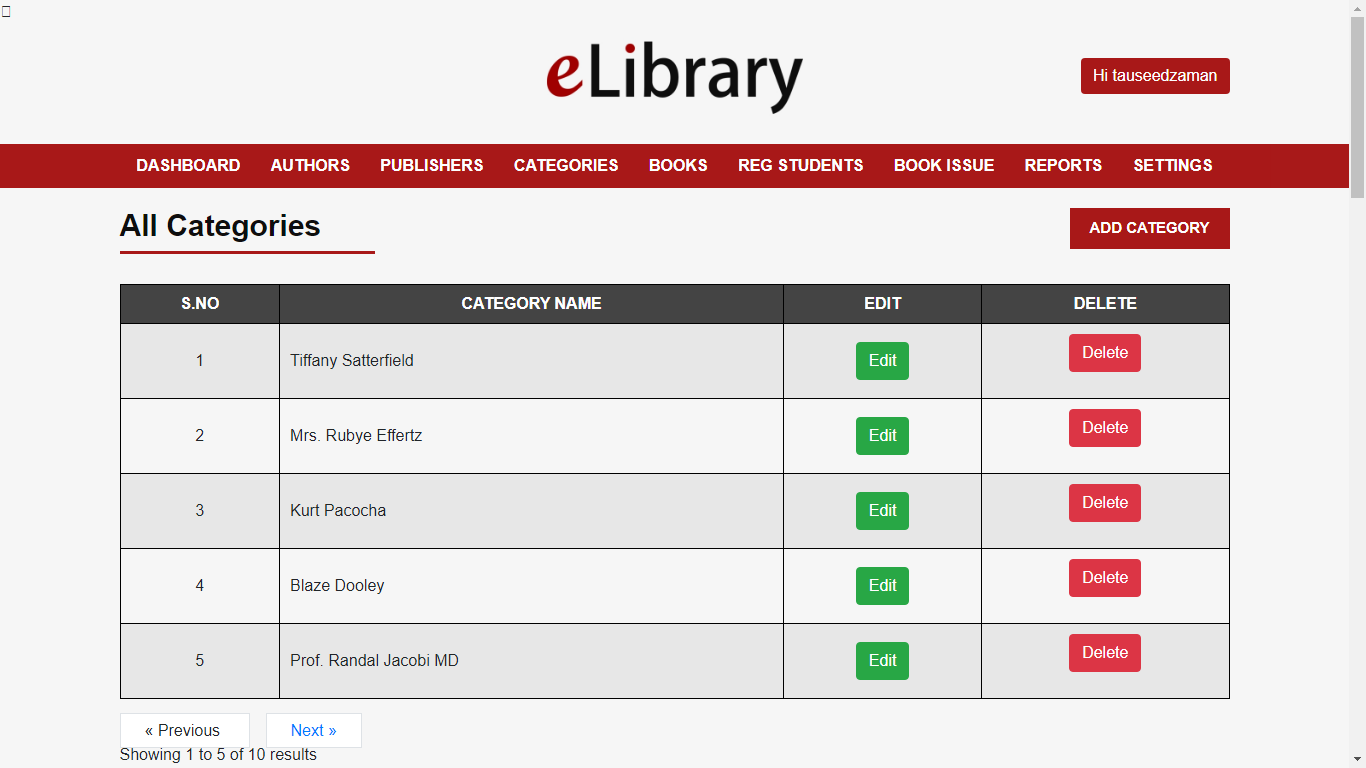 eLibrary
Hi tauseedzaman
DASHBOARD AUTHORS PUBLISHERS CATEGORIES BOOKS REG STUDENTS BOOK ISSUE REPORTS SETTINGS
All Categories
ADD CATEGORY
S.NO CATEGORY NAME EDIT DELETE
1 Tiffany Satterfield Edit Delete
2 Mrs. Rubye Effertz Edit Delete
3 Kurt Pacocha Edit Delete
4 Blaze Dooley Edit Delete
5 Prof. Randal Jacobi MD Edit Delete
« Previous Next »
Showing 1 to 5 of 10 results